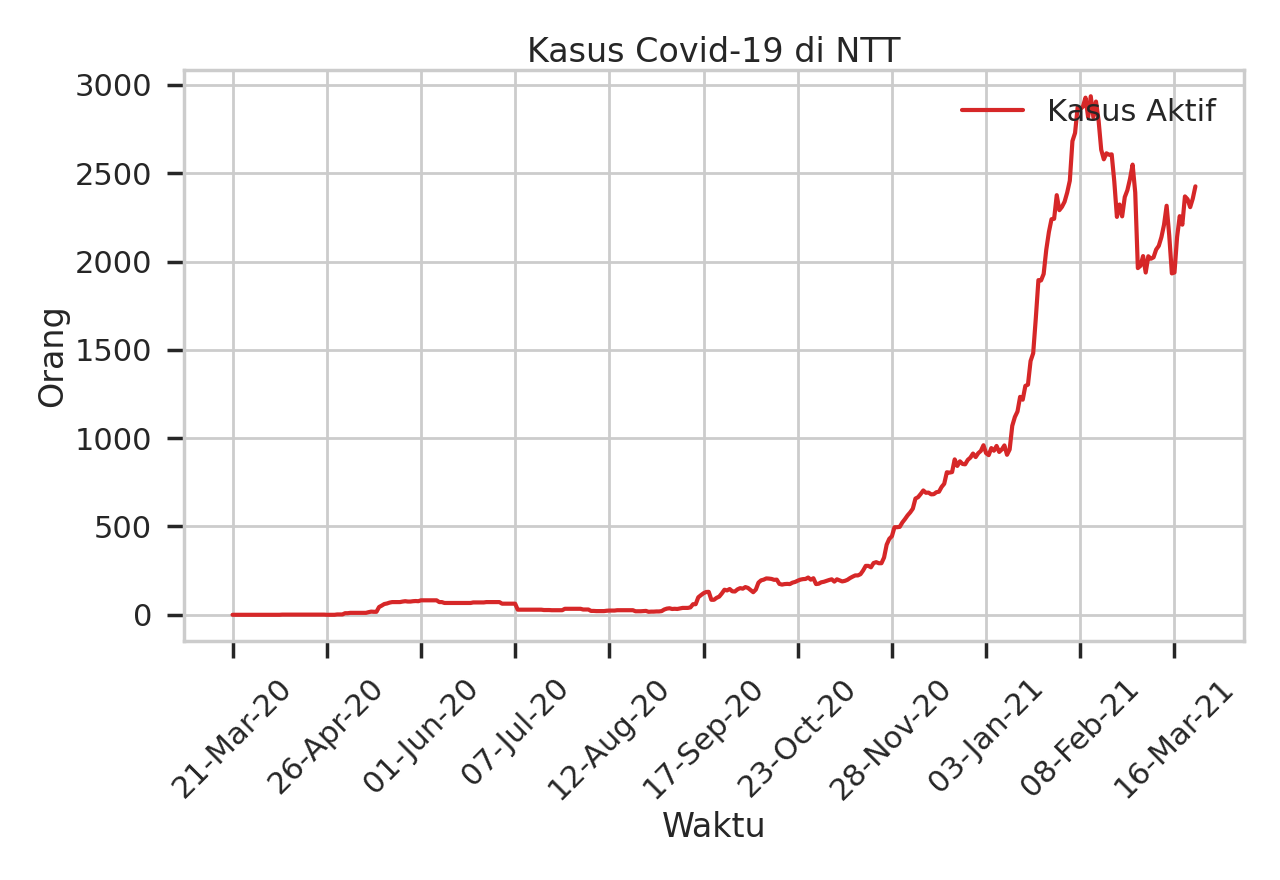 Kasus Covid-19 di NTT
3000
2500
2000
1500
1000
500
0
Orang
Kasus Aktif
21-Mar-20
26-Apr-20
01-Jun-20
07-Jul-20
12-Aug-20
17-Sep-20
23-Oct-20
28-Nov-20
03-Jan-21
08-Feb-21
16-Mar-21
Waktu